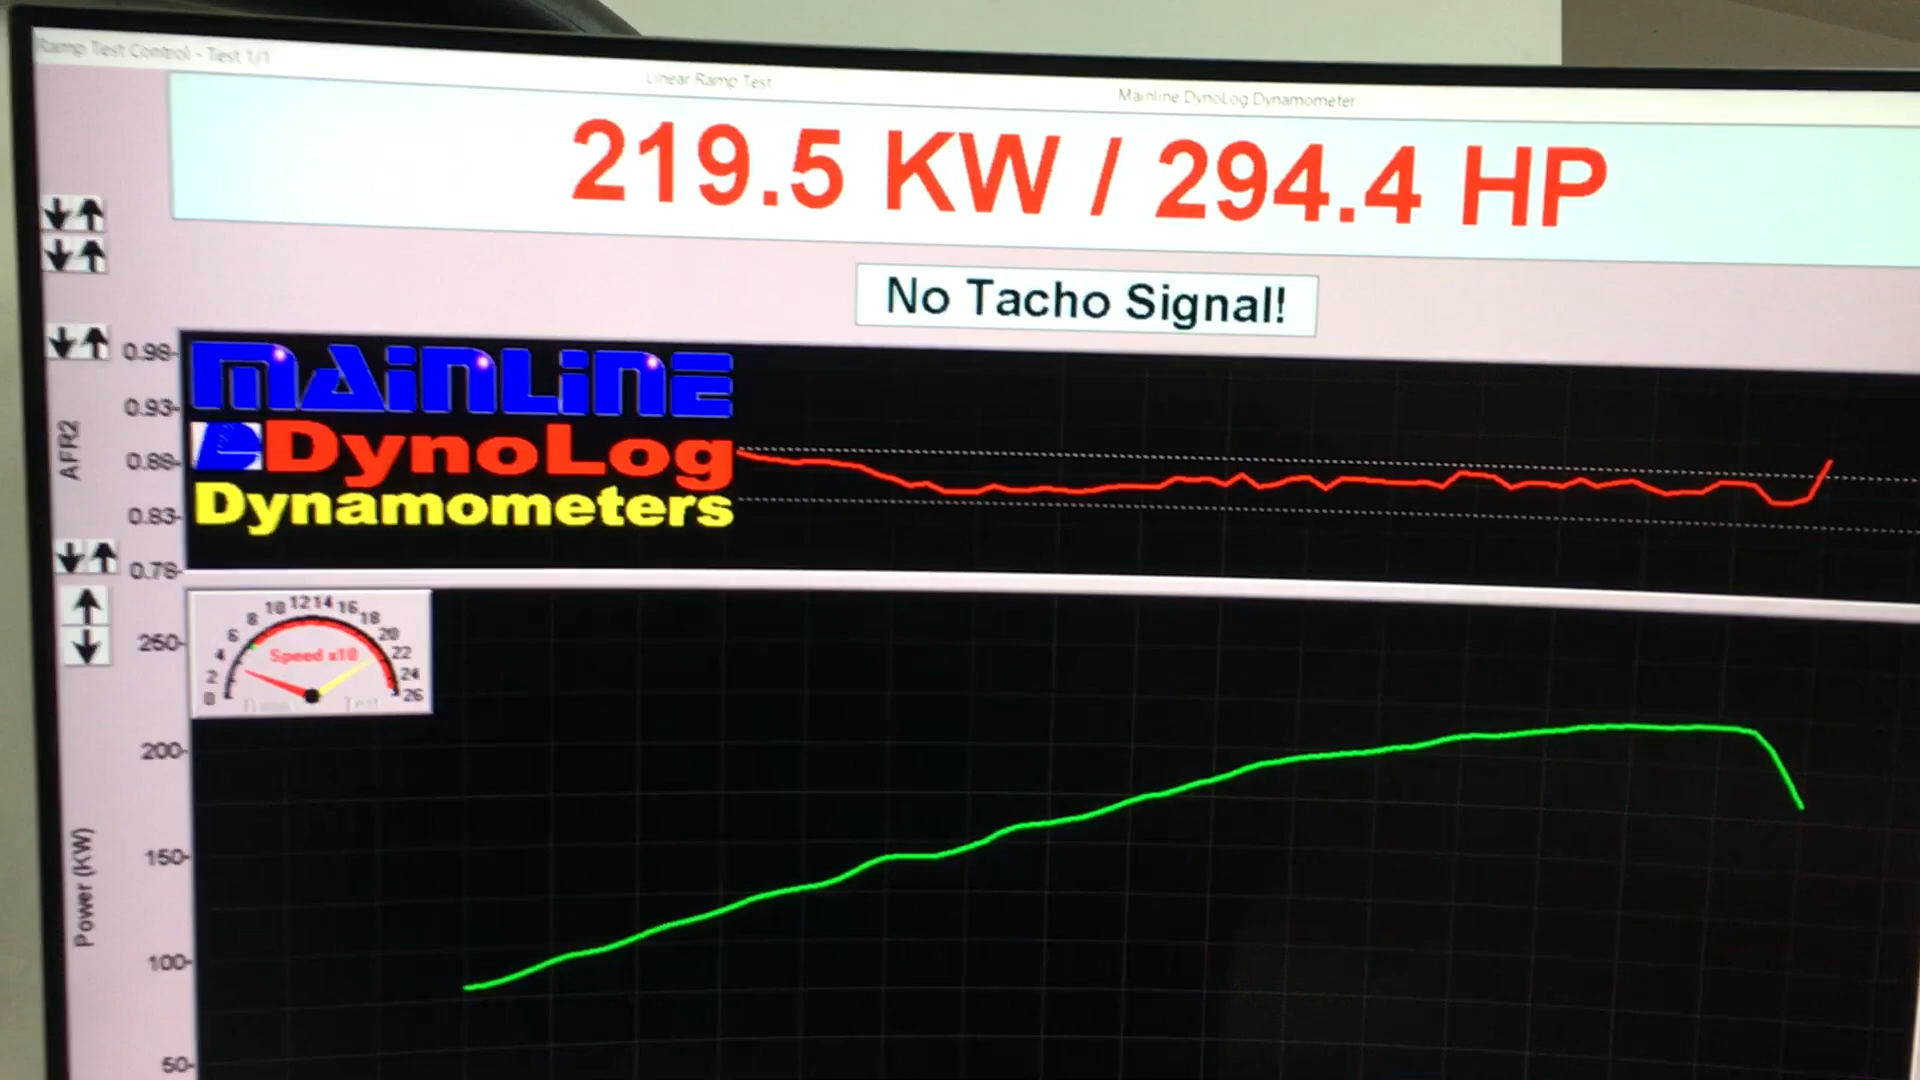 Ramp Test Control - Test 1/1
Linear Ramp Test
Mainline DynoLog Dynamometer
219.5 KW / 294.4 HP
No Tacho Signal!
0.98
0.93
0.88
0.83
0.78
AFR2
MAiNLiNE
DynoLog
Dynamometers
0 2 4 6 8 10 12 14 16 18 20 22 24 26
Speed x10
Ramp Test
250
200
150
100
50
Power (KW)